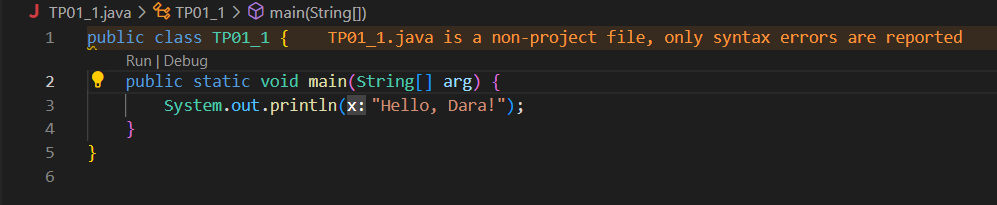 J TP01_1.java > TP01_1 > main(String[])
1 public class TP01_1 { TP01_1.java is a non-project file, only syntax errors are reported
Run | Debug
2 public static void main(String[] arg) {
3 System.out.println(x: "Hello, Dara!");
4 }
5 }
6